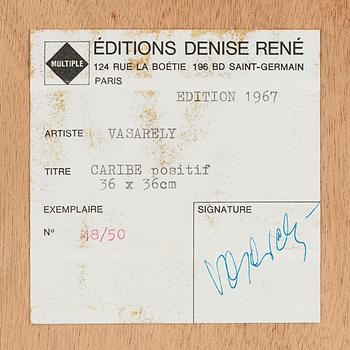 MULTIPLE
ÉDITIONS DENISE RENÉ
124 RUE LA BOÉTIE 196 BD SAINT-GERMAIN
PARIS
EDITION 1967
ARTISTE VASARELY
TITRE CARIBE positif
36 x 36cm
EXEMPLAIRE
N° 48/50
SIGNATURE
Vasarely